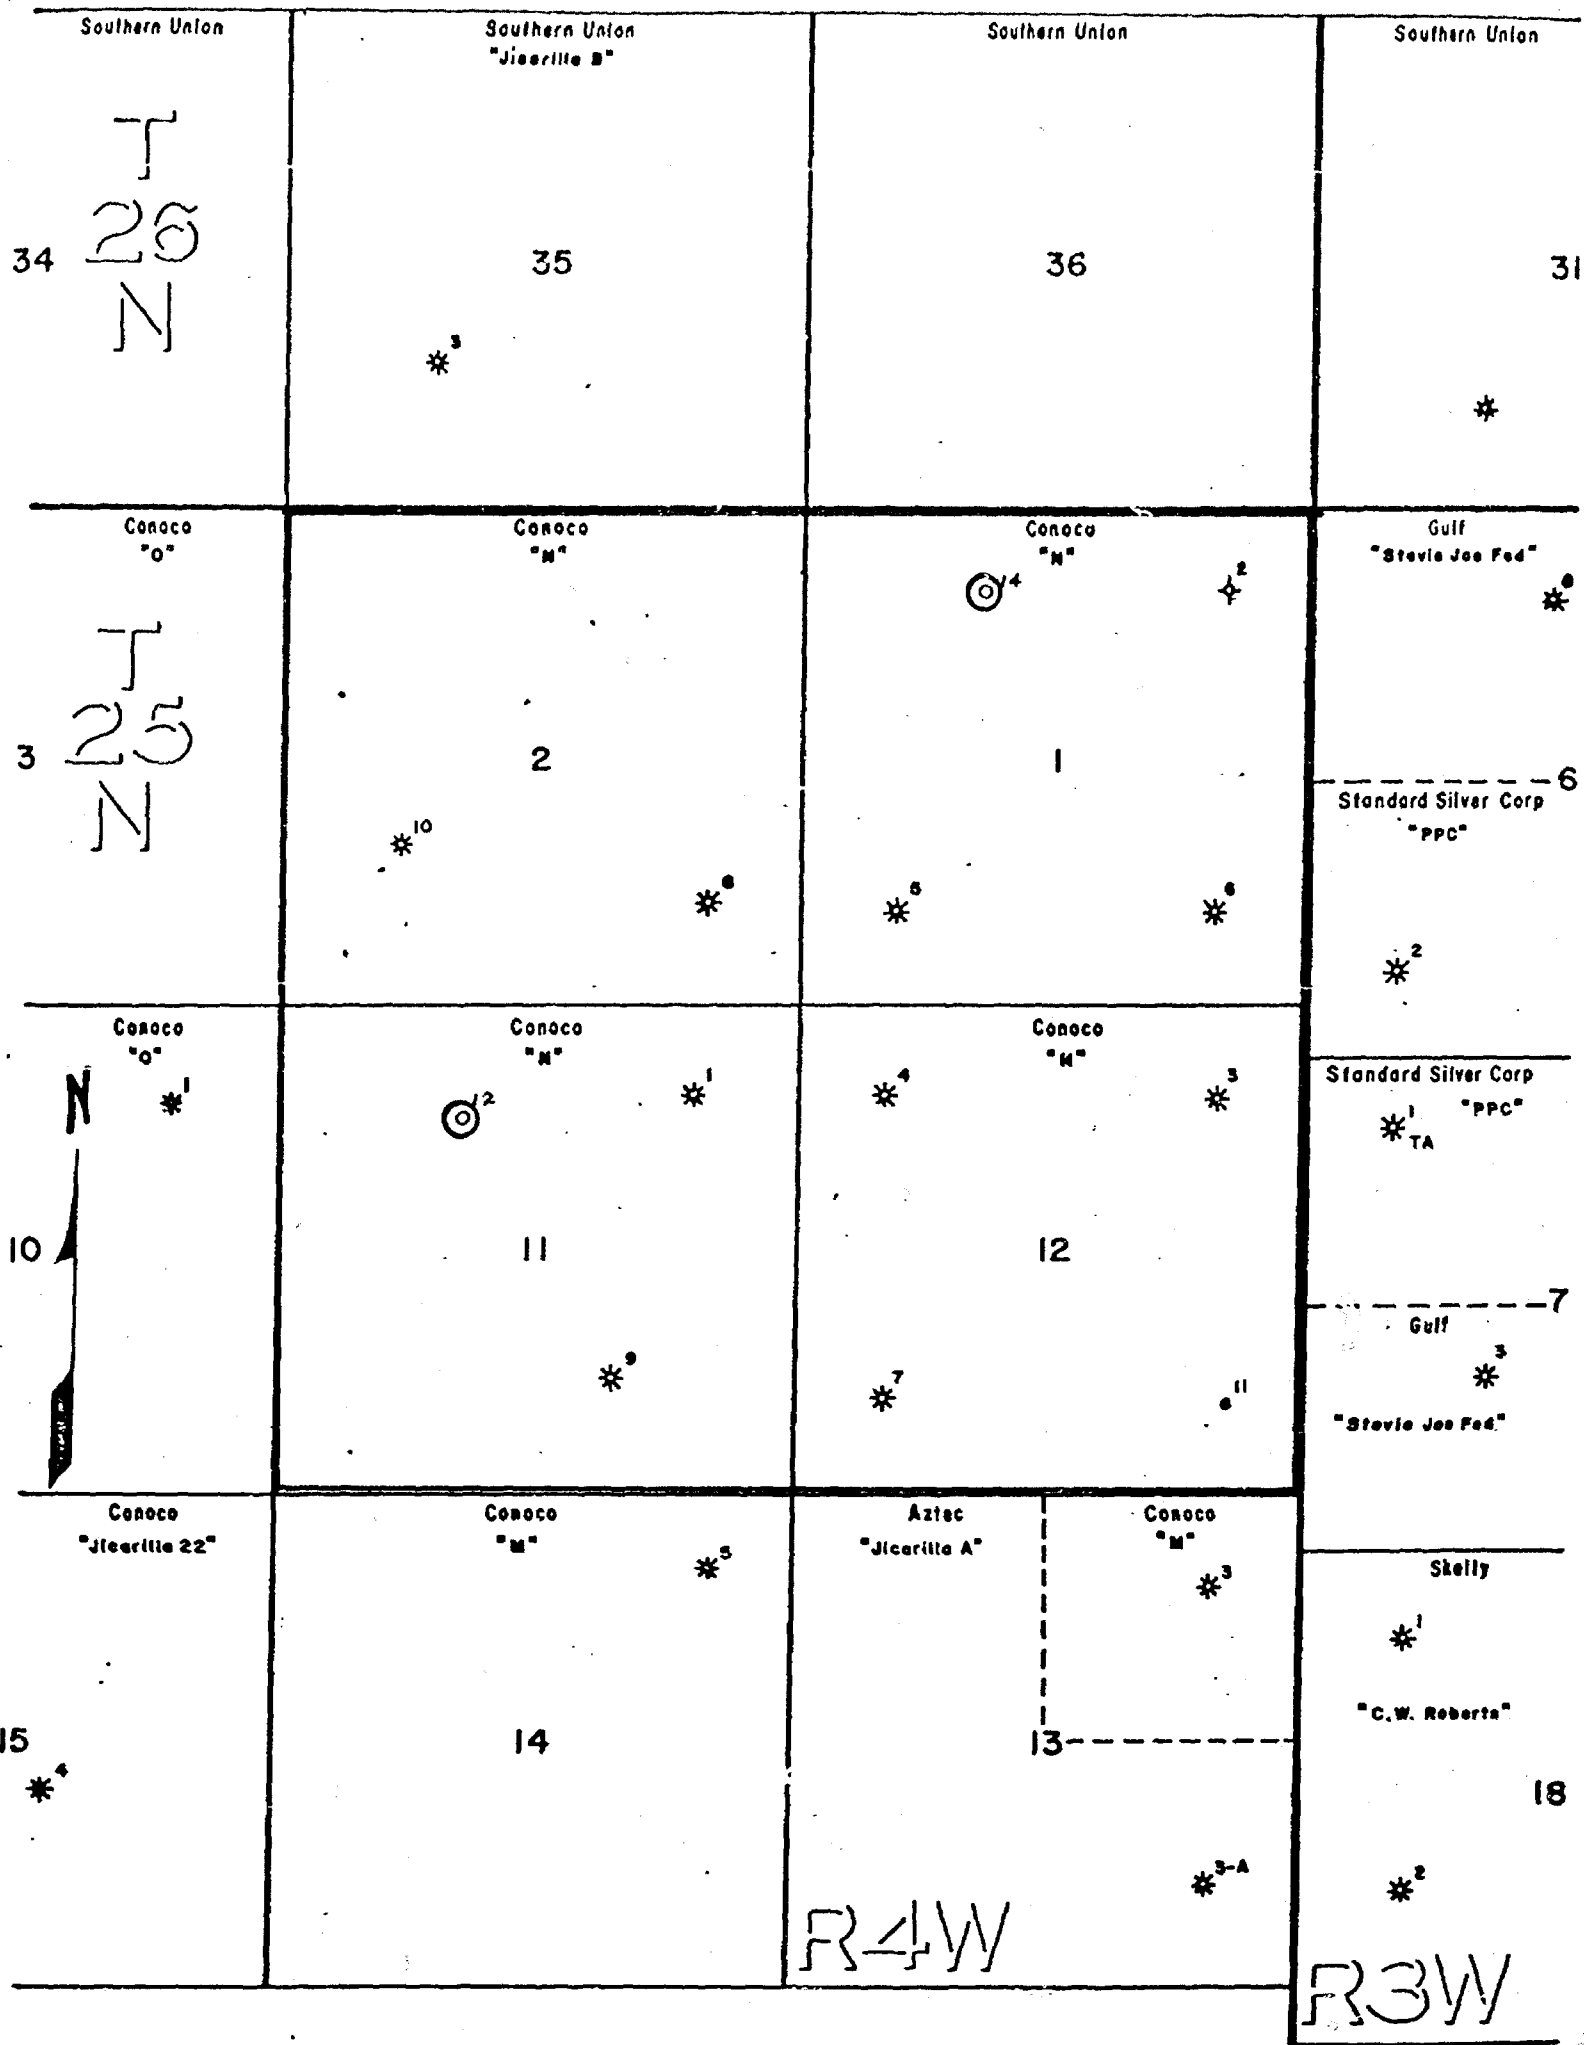 Southern Union
Southern Union
"Jicarilla B"
Southern Union
Southern Union
T
26
N
34
35
36
31
3
Conoco
"O"
Conoco
"N"
Conoco
"N"
Gulf
"Stevie Joe Fed"
14
2
T
25
N
3
2
1
6
Standard Silver Corp
"PPC"
10
5
6
2
Conoco
"O"
Conoco
"N"
Conoco
"N"
Standard Silver Corp
"PPC"
N
1
12
1
4
3
1
TA
10
11
12
7
Gulf
9
7
11
3
"Stevie Joe Fed"
Conoco
"Jicarilla 22"
Conoco
"M"
Aztec
"Jicarilla A"
Conoco
"M"
Skelly
5
3
1
"C.W. Roberts"
15
14
13
18
4
3-A
2
R4W
R3W